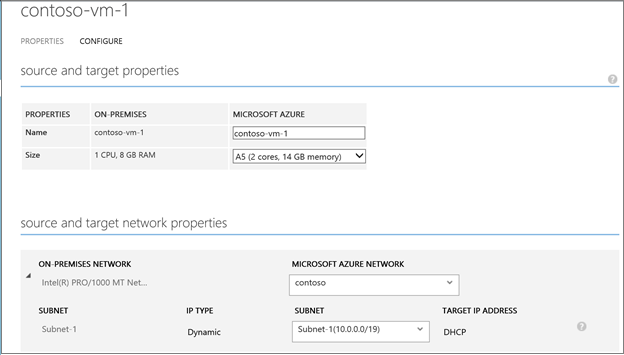 contoso-vm-1
PROPERTIES CONFIGURE
source and target properties
?
PROPERTIES ON-PREMISES MICROSOFT AZURE
Name contoso-vm-1 contoso-vm-1
Size 1 CPU, 8 GB RAM A5 (2 cores, 14 GB memory)
source and target network properties
ON-PREMISES NETWORK MICROSOFT AZURE NETWORK
Intel(R) PRO/1000 MT Net... contoso
SUBNET IP TYPE SUBNET TARGET IP ADDRESS
Subnet-1 Dynamic Subnet-1(10.0.0.0/19) DHCP ?